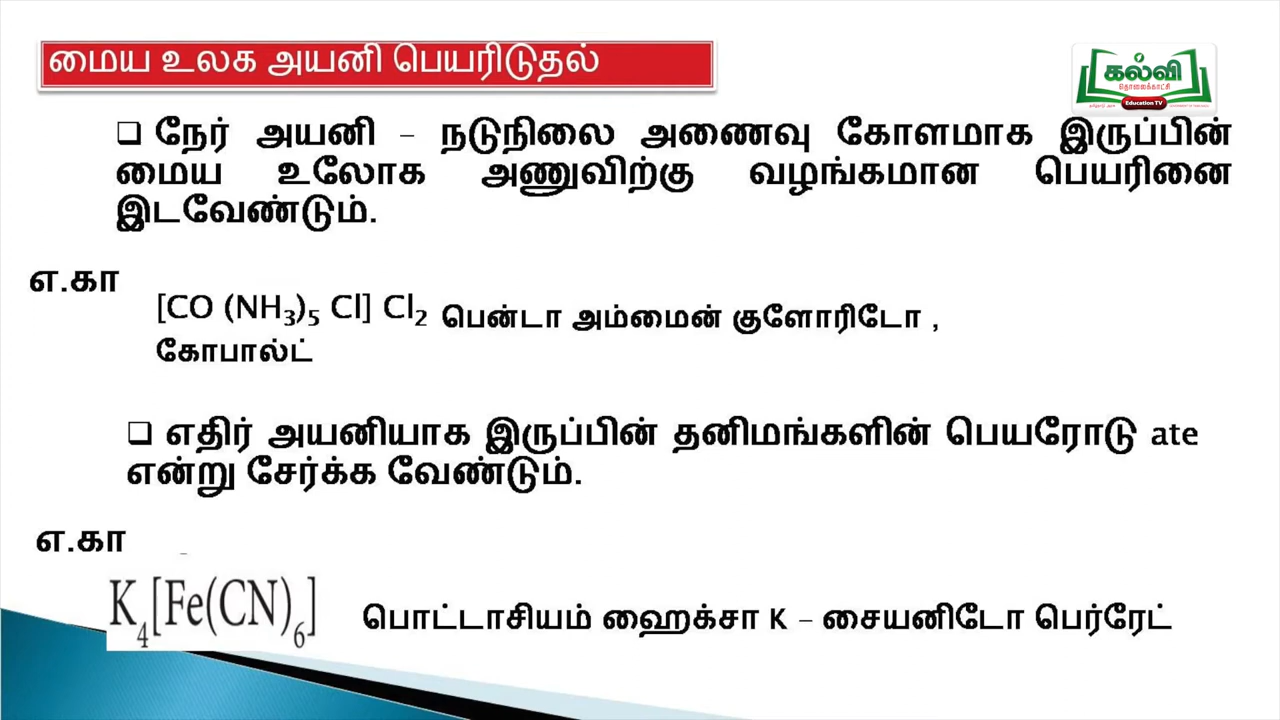 மைய உலக அயனி பெயரிடுதல்
கல்வி
தொலைக்காட்சி
Education TV
❑ நேர் அயனி – நடுநிலை அணைவு கோளமாக இருப்பின்
மைய உலோக அணுவிற்கு வழங்கமான பெயரினை
இடவேண்டும்.
எ.கா
[CO (NH₃)₅ Cl] Cl₂ பென்டா அம்மைன் குளோரிடோ ,
கோபால்ட்
❑ எதிர் அயனியாக இருப்பின் தனிமங்களின் பெயரோடு ate
என்று சேர்க்க வேண்டும்.
எ.கா
K₄[Fe(CN)₆] பொட்டாசியம் ஹைக்சா K – சையனிடோ பெர்ரேட்